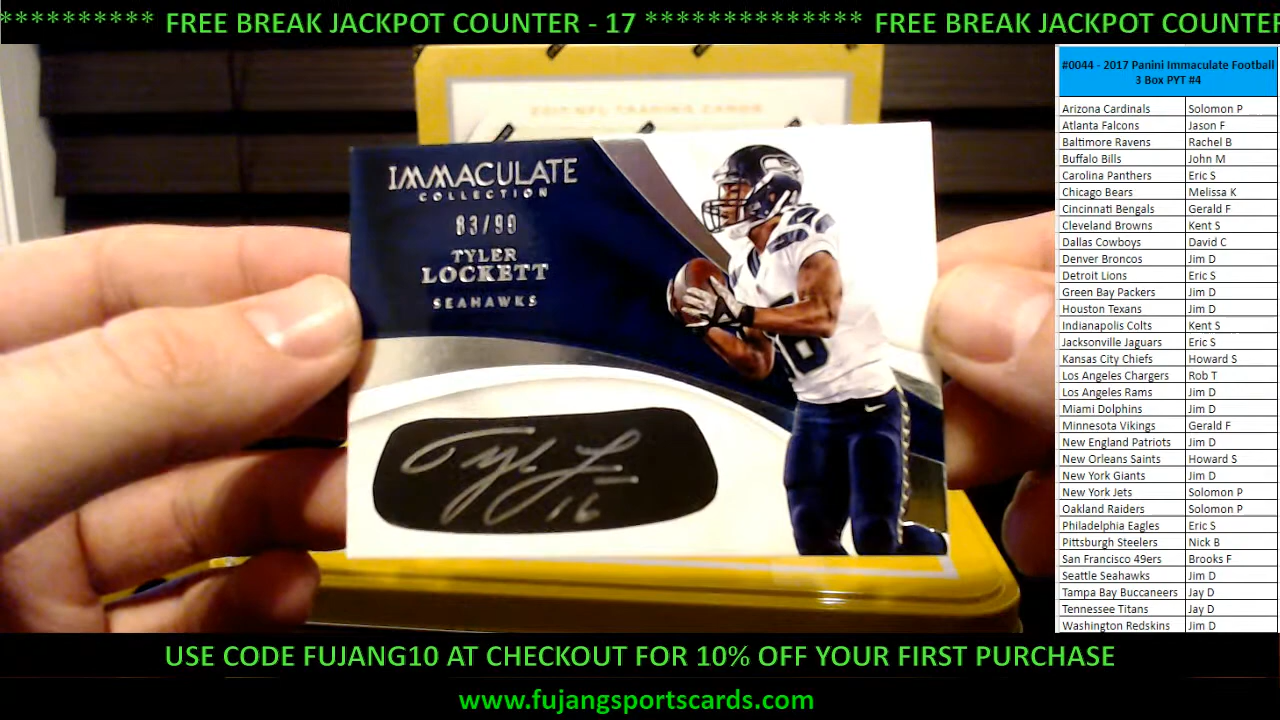 ********** FREE BREAK JACKPOT COUNTER - 17 ************** FREE BREAK JACKPOT COUNTER
#0044 - 2017 Panini Immaculate Football
3 Box PYT #4
Arizona Cardinals Solomon P
Atlanta Falcons Jason F
Baltimore Ravens Rachel B
Buffalo Bills John M
Carolina Panthers Eric S
Chicago Bears Melissa K
Cincinnati Bengals Gerald F
Cleveland Browns Kent S
Dallas Cowboys David C
Denver Broncos Jim D
Detroit Lions Eric S
Green Bay Packers Jim D
Houston Texans Jim D
Indianapolis Colts Kent S
Jacksonville Jaguars Eric S
Kansas City Chiefs Howard S
Los Angeles Chargers Rob T
Los Angeles Rams Jim D
Miami Dolphins Jim D
Minnesota Vikings Gerald F
New England Patriots Jim D
New Orleans Saints Howard S
New York Giants Jim D
New York Jets Solomon P
Oakland Raiders Solomon P
Philadelphia Eagles Eric S
Pittsburgh Steelers Nick B
San Francisco 49ers Brooks F
Seattle Seahawks Jim D
Tampa Bay Buccaneers Jay D
Tennessee Titans Jay D
Washington Redskins Jim D
2017 NFL TRADING CARDS
IMMACULATE
COLLECTION
83/99
TYLER
LOCKETT
SEAHAWKS
16
USE CODE FUJANG10 AT CHECKOUT FOR 10% OFF YOUR FIRST PURCHASE
www.fujangsportscards.com